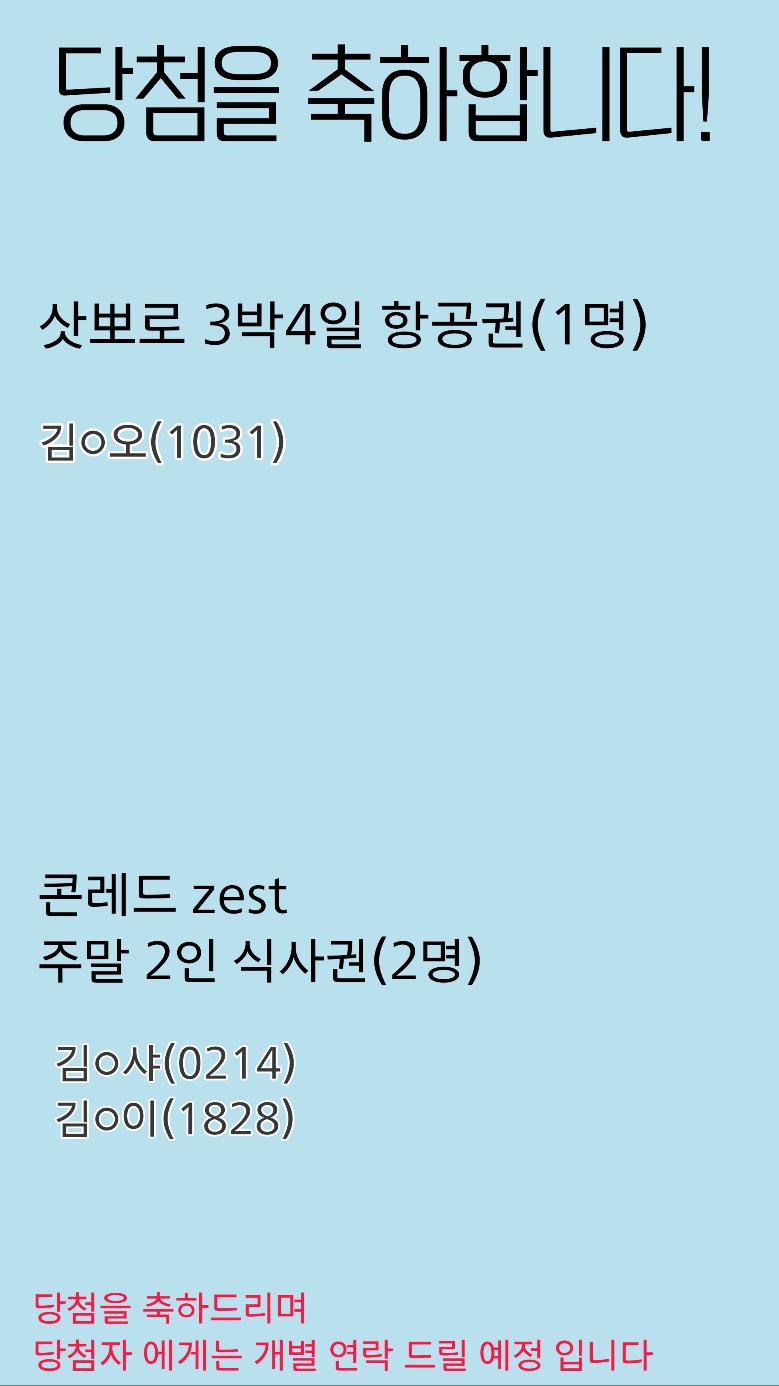 당첨을 축하합니다!
삿뽀로 3박4일 항공권(1명)
김o오(1031)
콘레드 zest
주말 2인 식사권(2명)
김o샤(0214)
김o이(1828)
당첨을 축하드리며
당첨자 에게는 개별 연락 드릴 예정 입니다